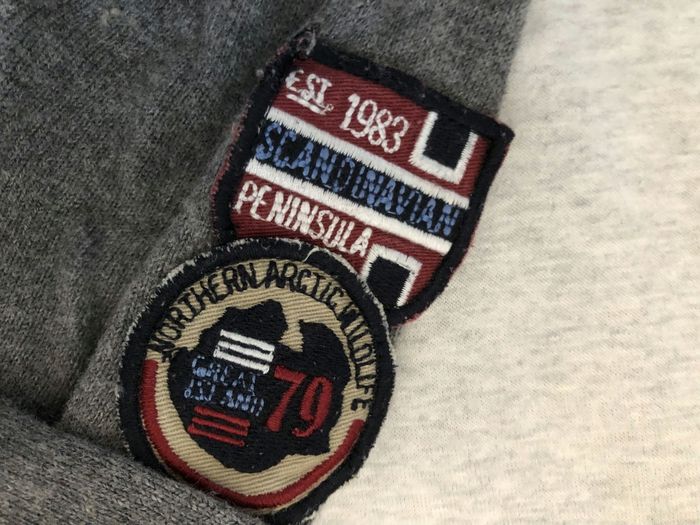 EST. 1983
SCANDINAVIAN
PENINSULA
NORTHERN ARCTIC WILDLIFE
GREAT
ISLAND
79